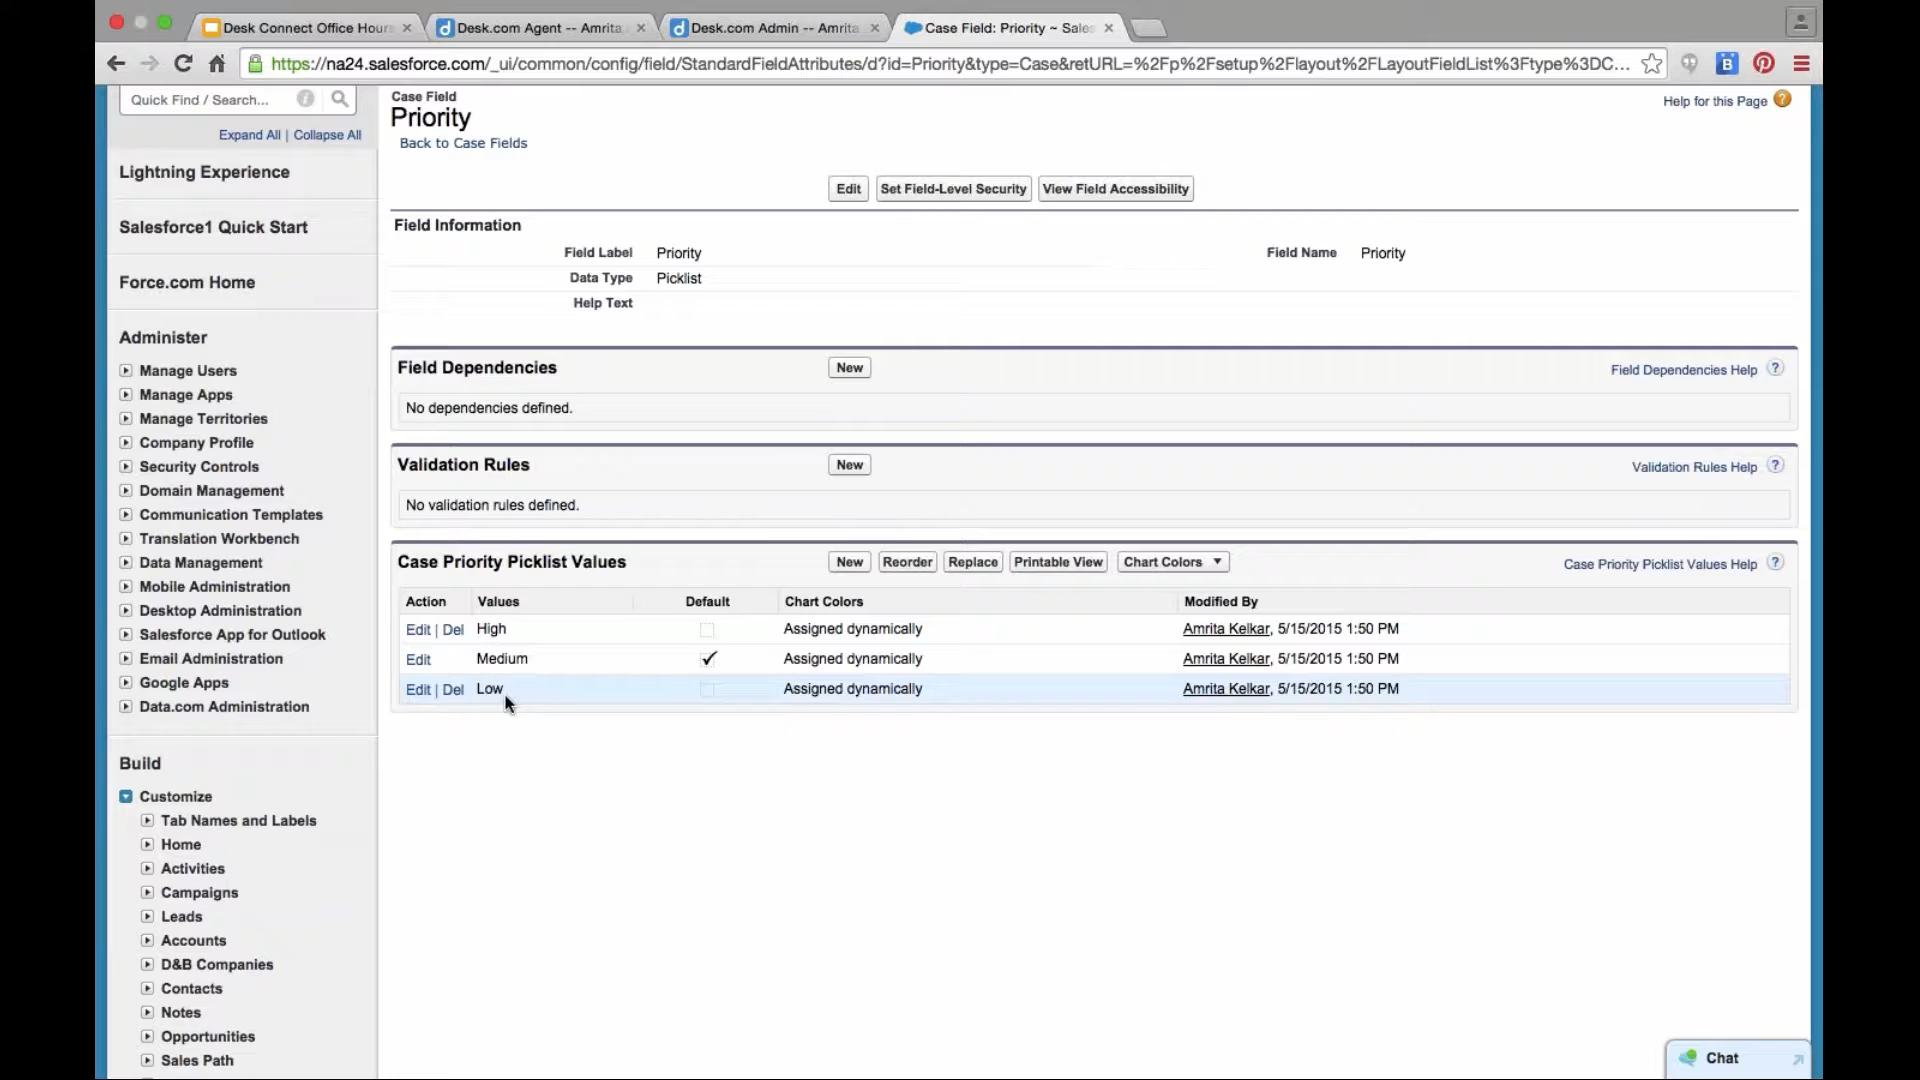 Desk Connect Office Hour
Desk.com Agent -- Amrita
Desk.com Admin -- Amrita
Case Field: Priority ~ Sales
https://na24.salesforce.com/_ui/common/config/field/StandardFieldAttributes/d?id=Priority&type=Case&retURL=%2Fp%2Fsetup%2Flayout%2FLayoutFieldList%3Ftype%3DC...
Quick Find / Search...
Expand All | Collapse All
Lightning Experience
Salesforce1 Quick Start
Force.com Home
Administer
Manage Users
Manage Apps
Manage Territories
Company Profile
Security Controls
Domain Management
Communication Templates
Translation Workbench
Data Management
Mobile Administration
Desktop Administration
Salesforce App for Outlook
Email Administration
Google Apps
Data.com Administration
Build
Customize
Tab Names and Labels
Home
Activities
Campaigns
Leads
Accounts
D&B Companies
Contacts
Notes
Opportunities
Sales Path
Case Field
Priority
Help for this Page ?
Back to Case Fields
Edit Set Field-Level Security View Field Accessibility
Field Information
Field Label Priority Field Name Priority
Data Type Picklist
Help Text
Field Dependencies New Field Dependencies Help ?
No dependencies defined.
Validation Rules New Validation Rules Help ?
No validation rules defined.
Case Priority Picklist Values New Reorder Replace Printable View Chart Colors Case Priority Picklist Values Help ?
Action Values Default Chart Colors Modified By
Edit | Del High Assigned dynamically Amrita Kelkar, 5/15/2015 1:50 PM
Edit Medium Assigned dynamically Amrita Kelkar, 5/15/2015 1:50 PM
Edit | Del Low Assigned dynamically Amrita Kelkar, 5/15/2015 1:50 PM
Chat